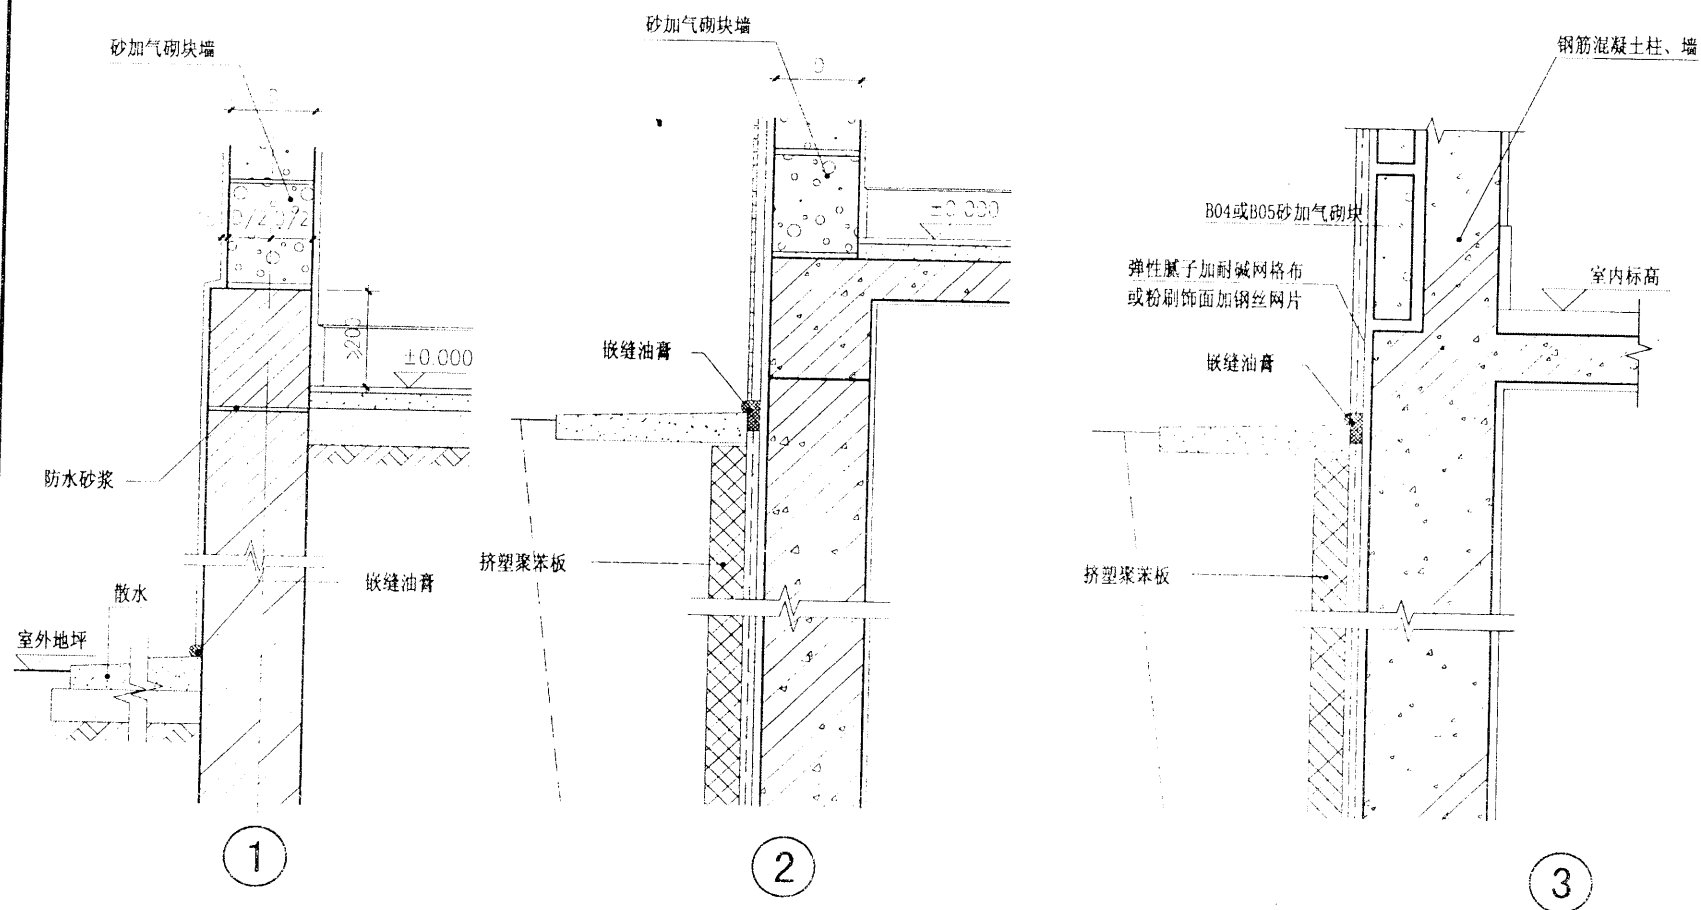 砂加气砌块墙
D/2 D/2
≥200
±0.000
防水砂浆
嵌缝油膏
散水
室外地坪
1
砂加气砌块墙
D
±0.000
嵌缝油膏
挤塑聚苯板
2
钢筋混凝土柱、墙
B04或B05砂加气砌块
弹性腻子加耐碱网格布
或粉刷饰面加钢丝网片
室内标高
嵌缝油膏
挤塑聚苯板
3